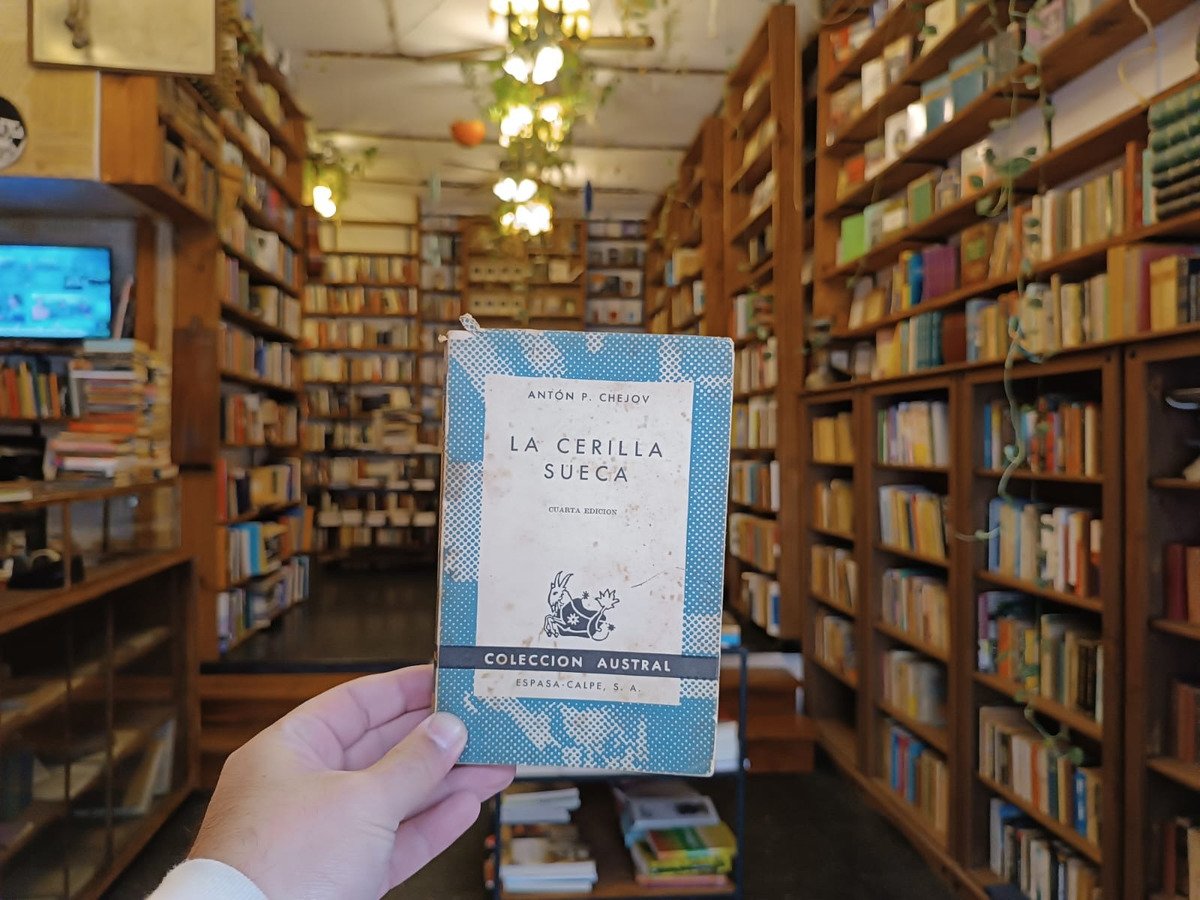 ANTÓN P. CHEJOV
LA CERILLA
SUECA
CUARTA EDICION
COLECCION AUSTRAL
ESPASA-CALPE, S. A.